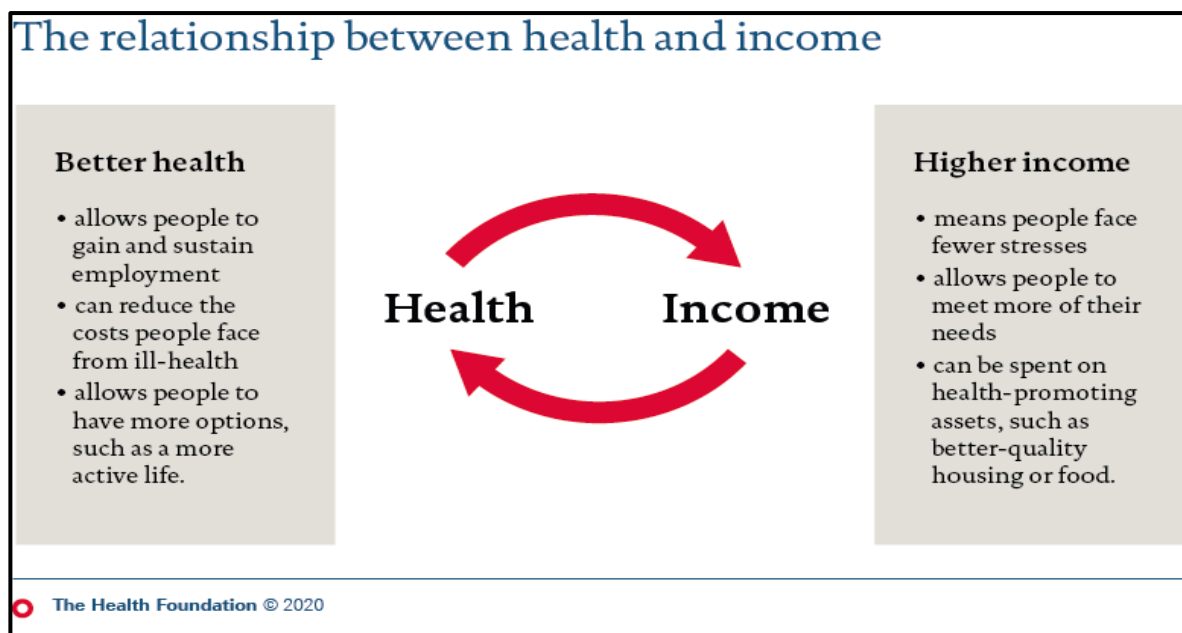 The relationship between health and income
Better health
• allows people to
gain and sustain
employment
• can reduce the
costs people face
from ill-health
• allows people to
have more options,
such as a more
active life.
Health
Income
Higher income
• means people face
fewer stresses
• allows people to
meet more of their
needs
• can be spent on
health-promoting
assets, such as
better-quality
housing or food.
The Health Foundation © 2020